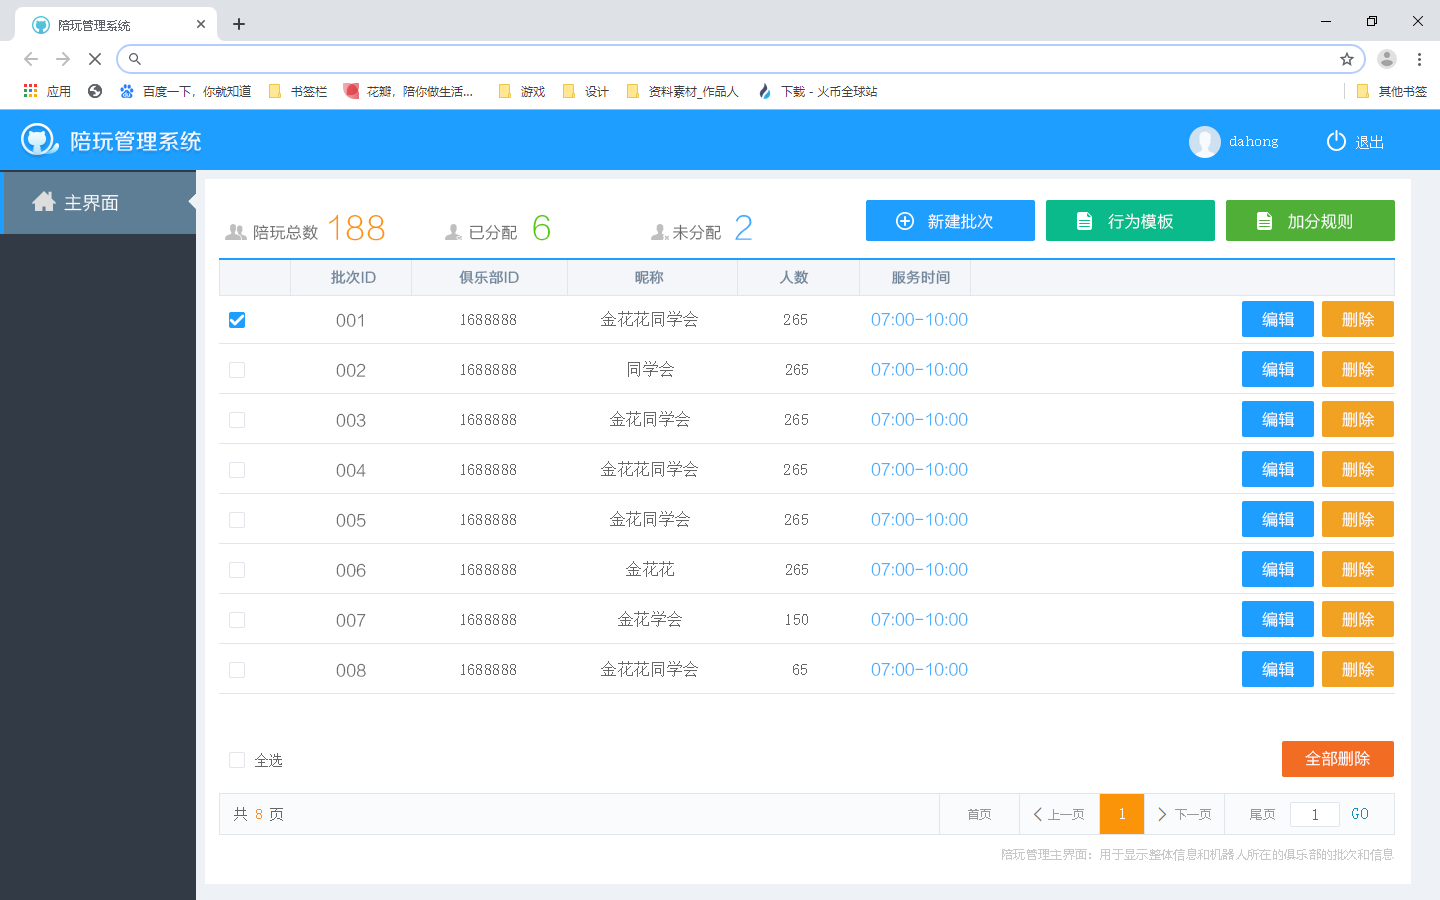 陪玩管理系统
应用 百度一下，你就知道 书签栏 花瓣，陪你做生活... 游戏 设计 资料素材_作品人 下载 - 火币全球站 其他书签
陪玩管理系统 dahong 退出
主界面
陪玩总数 188 已分配 6 未分配 2 新建批次 行为模板 加分规则
批次ID 俱乐部ID 昵称 人数 服务时间
001 1688888 金花花同学会 265 07:00-10:00 编辑 删除
002 1688888 同学会 265 07:00-10:00 编辑 删除
003 1688888 金花同学会 265 07:00-10:00 编辑 删除
004 1688888 金花花同学会 265 07:00-10:00 编辑 删除
005 1688888 金花同学会 265 07:00-10:00 编辑 删除
006 1688888 金花花 265 07:00-10:00 编辑 删除
007 1688888 金花学会 150 07:00-10:00 编辑 删除
008 1688888 金花花同学会 65 07:00-10:00 编辑 删除
全选 全部删除
共 8 页 首页 上一页 1 下一页 尾页 1 GO
陪玩管理主界面：用于显示整体信息和机器人所在的俱乐部的批次和信息